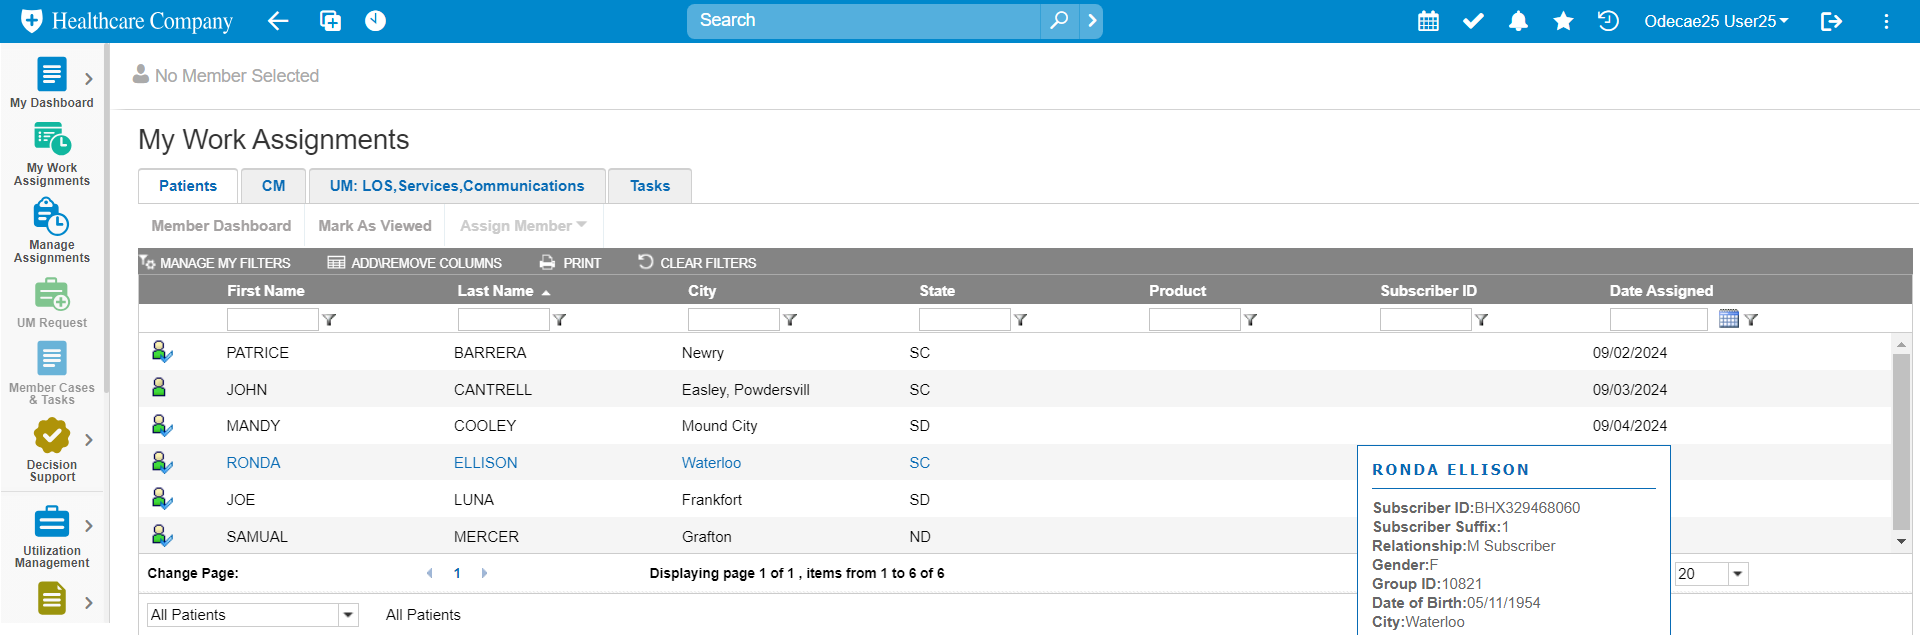 Healthcare Company
Search
Odecae25 User25
My Dashboard
My Work
Assignments
Manage
Assignments
UM Request
Member Cases
& Tasks
Decision
Support
Utilization
Management
No Member Selected
My Work Assignments
Patients CM UM: LOS,Services,Communications Tasks
Member Dashboard Mark As Viewed Assign Member
MANAGE MY FILTERS ADD\REMOVE COLUMNS PRINT CLEAR FILTERS
First Name Last Name City State Product Subscriber ID Date Assigned
PATRICE BARRERA Newry SC 09/02/2024
JOHN CANTRELL Easley, Powdersvill SC 09/03/2024
MANDY COOLEY Mound City SD 09/04/2024
RONDA ELLISON Waterloo SC
JOE LUNA Frankfort SD
SAMUAL MERCER Grafton ND
RONDA ELLISON
Subscriber ID:BHX329468060
Subscriber Suffix:1
Relationship:M Subscriber
Gender:F
Group ID:10821
Date of Birth:05/11/1954
City:Waterloo
Change Page: 1 Displaying page 1 of 1 , items from 1 to 6 of 6 20
All Patients All Patients